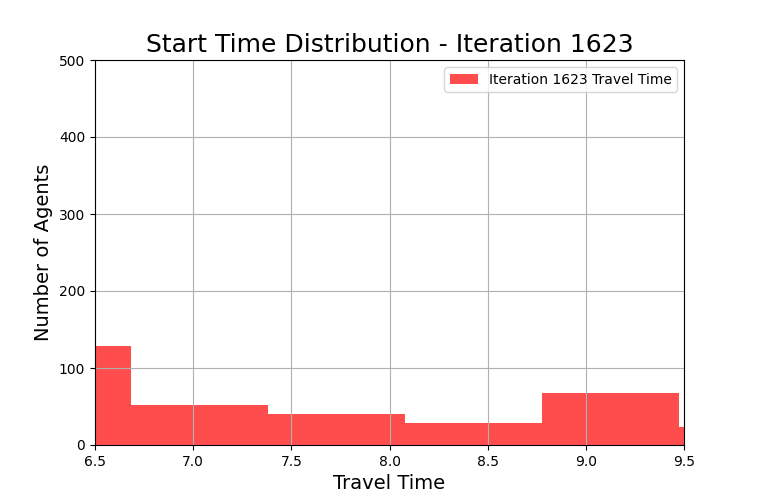 Start Time Distribution - Iteration 1623
Iteration 1623 Travel Time
Number of Agents
500
400
300
200
100
0
6.5 7.0 7.5 8.0 8.5 9.0 9.5
Travel Time